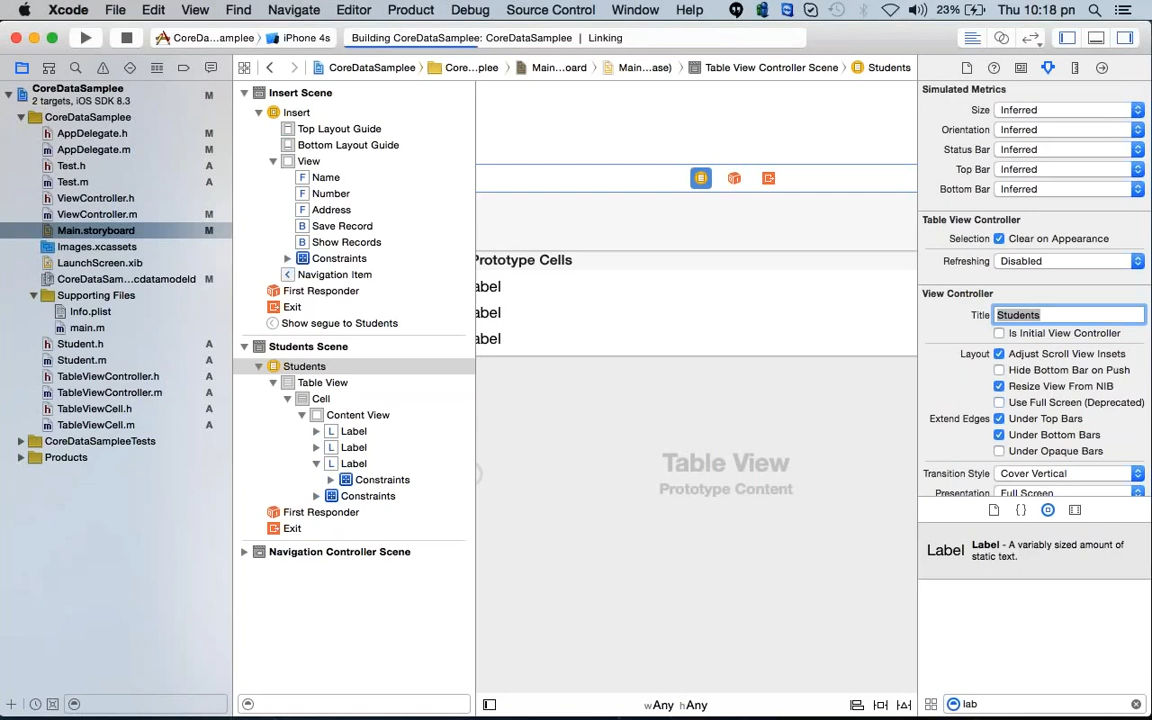 Xcode File Edit View Find Navigate Editor Product Debug Source Control Window Help 23% Thu 10:18 pm
CoreDa...amplee iPhone 4s Building CoreDataSamplee: CoreDataSamplee | Linking
CoreDataSamplee Core...plee Main...oard Main...ase) Table View Controller Scene Students
CoreDataSamplee M
2 targets, iOS SDK 8.3
CoreDataSamplee
AppDelegate.h M
AppDelegate.m M
Test.h A
Test.m A
ViewController.h
ViewController.m M
Main.storyboard M
Images.xcassets
LaunchScreen.xib
CoreDataSam...cdatamodeld M
Supporting Files
Info.plist
main.m
Student.h A
Student.m A
TableViewController.h A
TableViewController.m A
TableViewCell.h A
TableViewCell.m A
CoreDataSampleeTests
Products
Insert Scene
Insert
Top Layout Guide
Bottom Layout Guide
View
F Name
F Number
F Address
B Save Record
B Show Records
Constraints
Navigation Item
First Responder
Exit
Show segue to Students
Students Scene
Students
Table View
Cell
Content View
L Label
L Label
L Label
Constraints
Constraints
First Responder
Exit
Navigation Controller Scene
Prototype Cells
abel
abel
abel
Table View
Prototype Content
wAny hAny
Simulated Metrics
Size Inferred
Orientation Inferred
Status Bar Inferred
Top Bar Inferred
Bottom Bar Inferred
Table View Controller
Selection Clear on Appearance
Refreshing Disabled
View Controller
Title Students
Is Initial View Controller
Layout Adjust Scroll View Insets
Hide Bottom Bar on Push
Resize View From NIB
Use Full Screen (Deprecated)
Extend Edges Under Top Bars
Under Bottom Bars
Under Opaque Bars
Transition Style Cover Vertical
Presentation Full Screen
Label Label - A variably sized amount of
static text.
lab